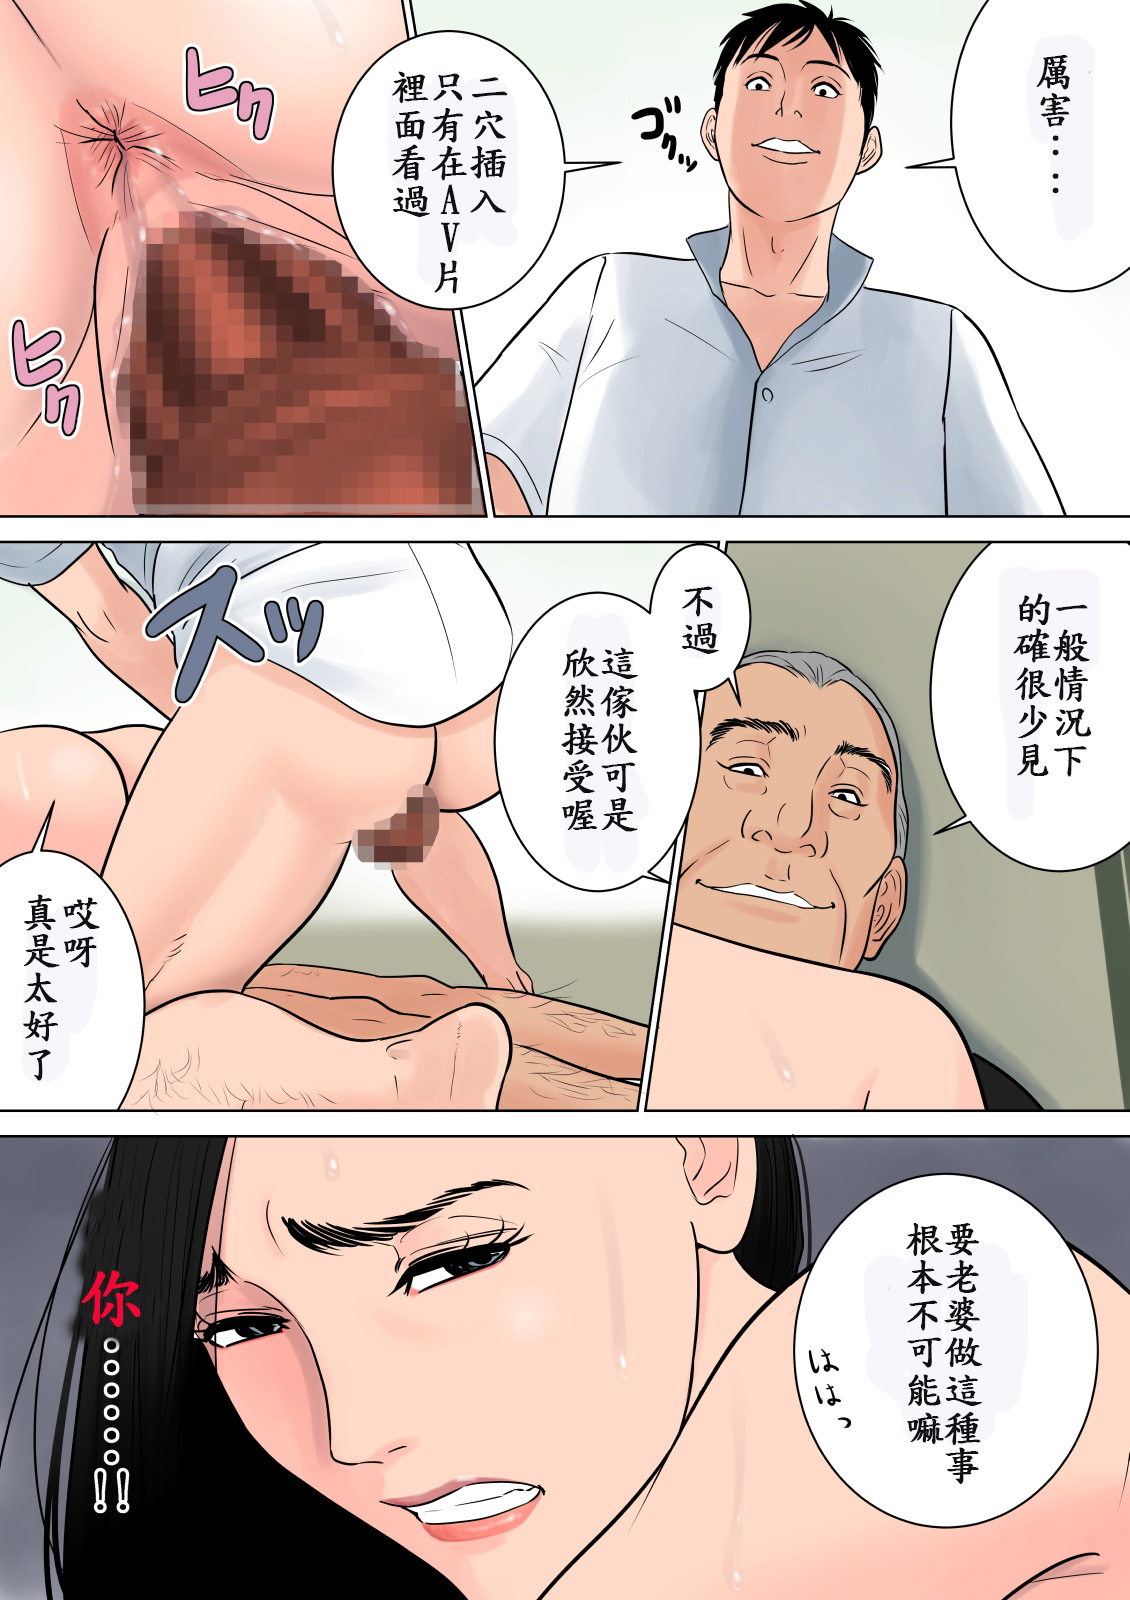 厲害....
ゴクッ
二穴插入
只有在AV片
裡面看過
ヒク
ヒク
一般情況下
的確很少見
不過
這傢伙可是
欣然接受喔
スッ
哎呀
真是太好了
要老婆做這種事
根本不可能嘛
ははっ
你。。。。。。!!